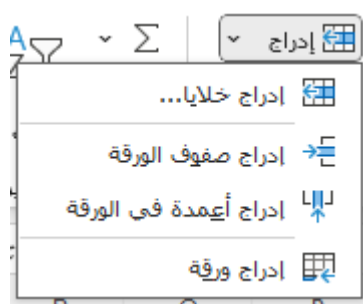 إدراج
إدراج خلايا...
إدراج صفوف الورقة
إدراج أعمدة في الورقة
إدراج ورقة